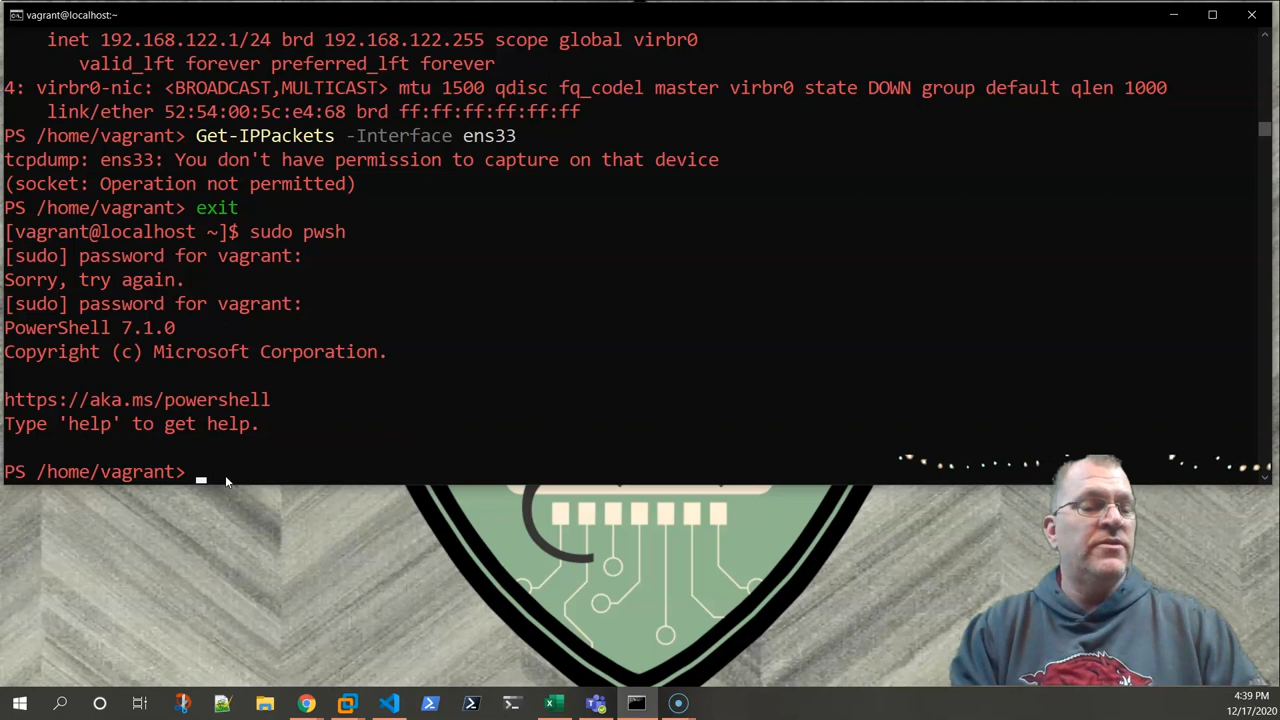 vagrant@localhost:~
inet 192.168.122.1/24 brd 192.168.122.255 scope global virbr0
valid_lft forever preferred_lft forever
4: virbr0-nic: <BROADCAST,MULTICAST> mtu 1500 qdisc fq_codel master virbr0 state DOWN group default qlen 1000
link/ether 52:54:00:5c:e4:68 brd ff:ff:ff:ff:ff:ff
PS /home/vagrant> Get-IPPackets -Interface ens33
tcpdump: ens33: You don't have permission to capture on that device
(socket: Operation not permitted)
PS /home/vagrant> exit
[vagrant@localhost ~]$ sudo pwsh
[sudo] password for vagrant:
Sorry, try again.
[sudo] password for vagrant:
PowerShell 7.1.0
Copyright (c) Microsoft Corporation.
https://aka.ms/powershell
Type 'help' to get help.
PS /home/vagrant>
4:39 PM
12/17/2020